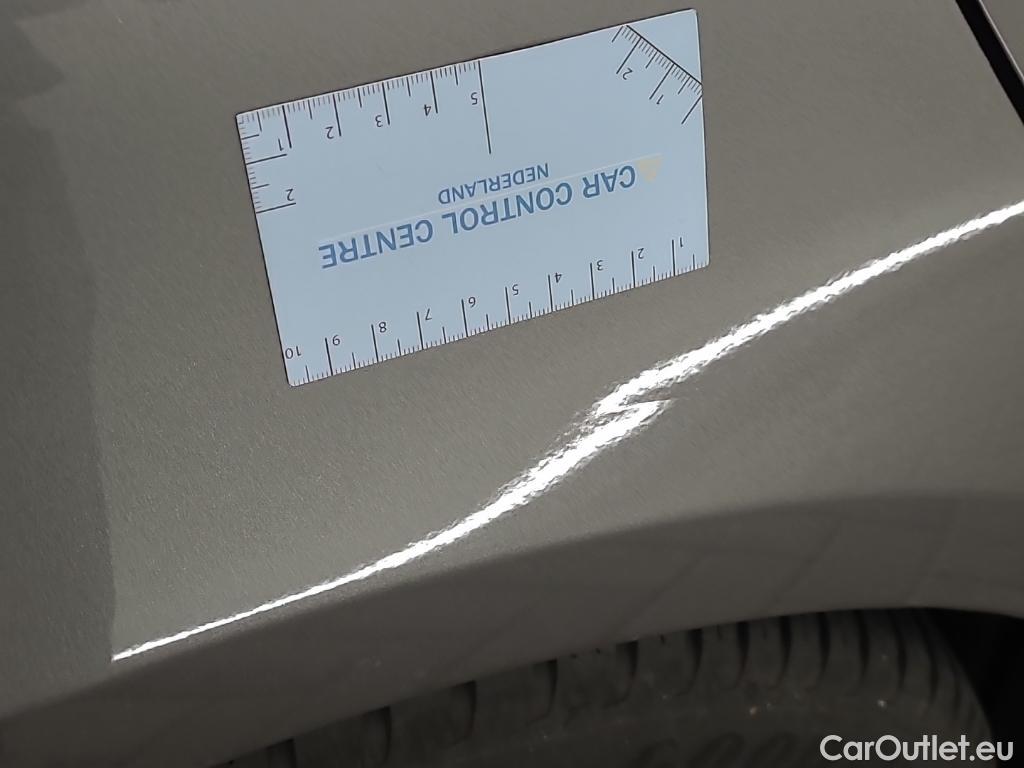 CAR CONTROL CENTRE
NEDERLAND
1 2 3 4 5 6 7 8 9 10
5 4 3 2 1
2
1 2
CarOutlet.eu